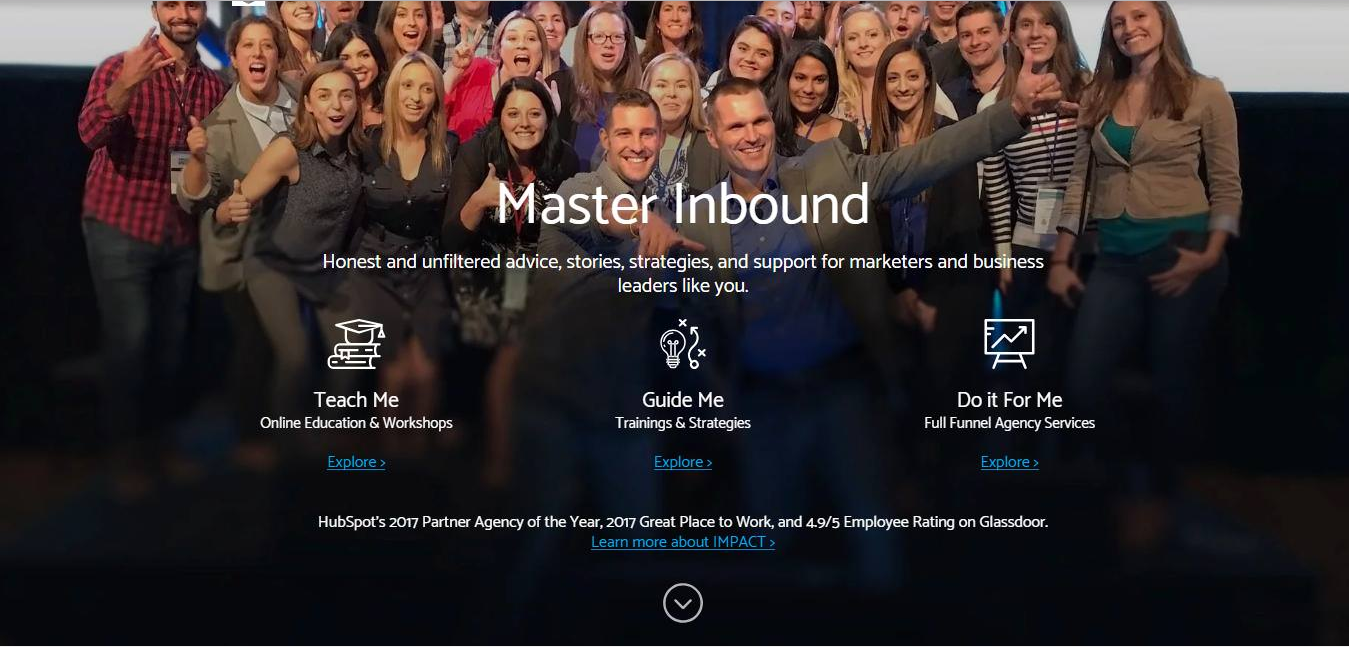 Master Inbound
Honest and unfiltered advice, stories, strategies, and support for marketers and business
leaders like you.
Teach Me
Online Education & Workshops
Explore >
Guide Me
Trainings & Strategies
Explore >
Do it For Me
Full Funnel Agency Services
Explore >
HubSpot's 2017 Partner Agency of the Year, 2017 Great Place to Work, and 4.9/5 Employee Rating on Glassdoor.
Learn more about IMPACT >